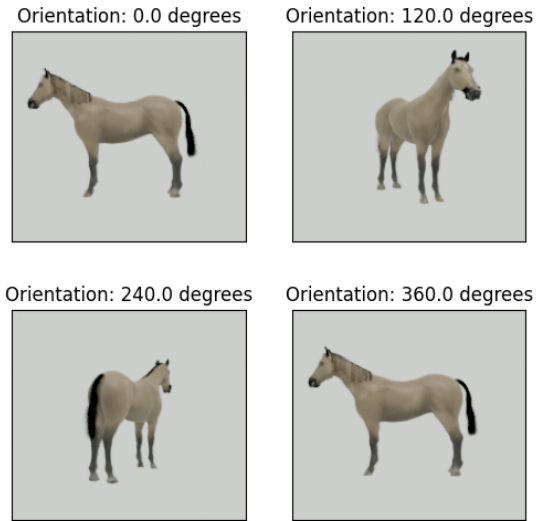 Orientation: 0.0 degrees
Orientation: 120.0 degrees
Orientation: 240.0 degrees
Orientation: 360.0 degrees